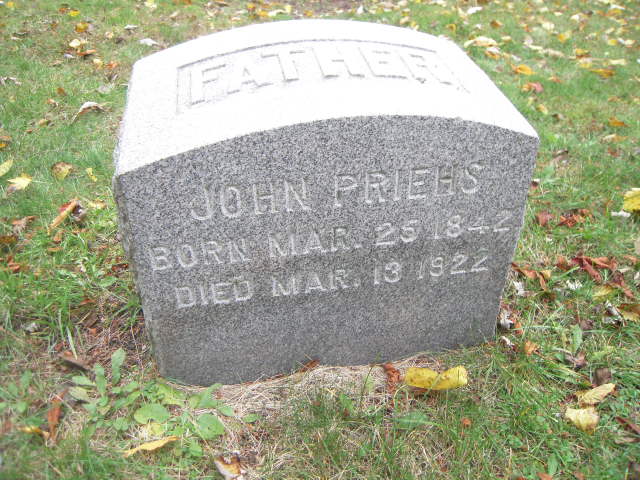 FATHER
JOHN PRIEHS
BORN MAR. 25 1842
DIED MAR. 13 1922